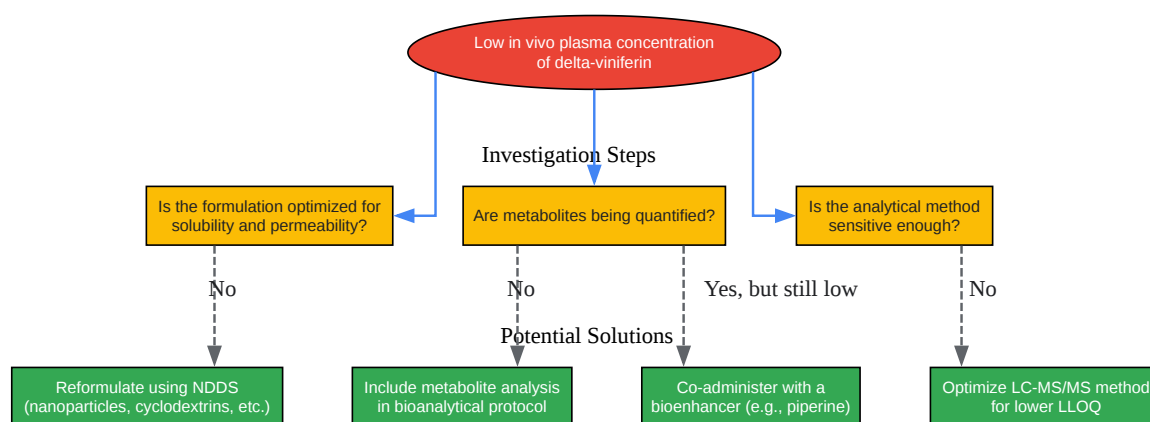 Low in vivo plasma concentration
of delta-viniferin
Investigation Steps
Is the formulation optimized for
solubility and permeability?
Are metabolites being quantified?
Is the analytical method
sensitive enough?
No
No
Yes, but still low
No
Potential Solutions
Reformulate using NDDS
(nanoparticles, cyclodextrins, etc.)
Include metabolite analysis
in bioanalytical protocol
Co-administer with a
bioenhancer (e.g., piperine)
Optimize LC-MS/MS method
for lower LLOQ